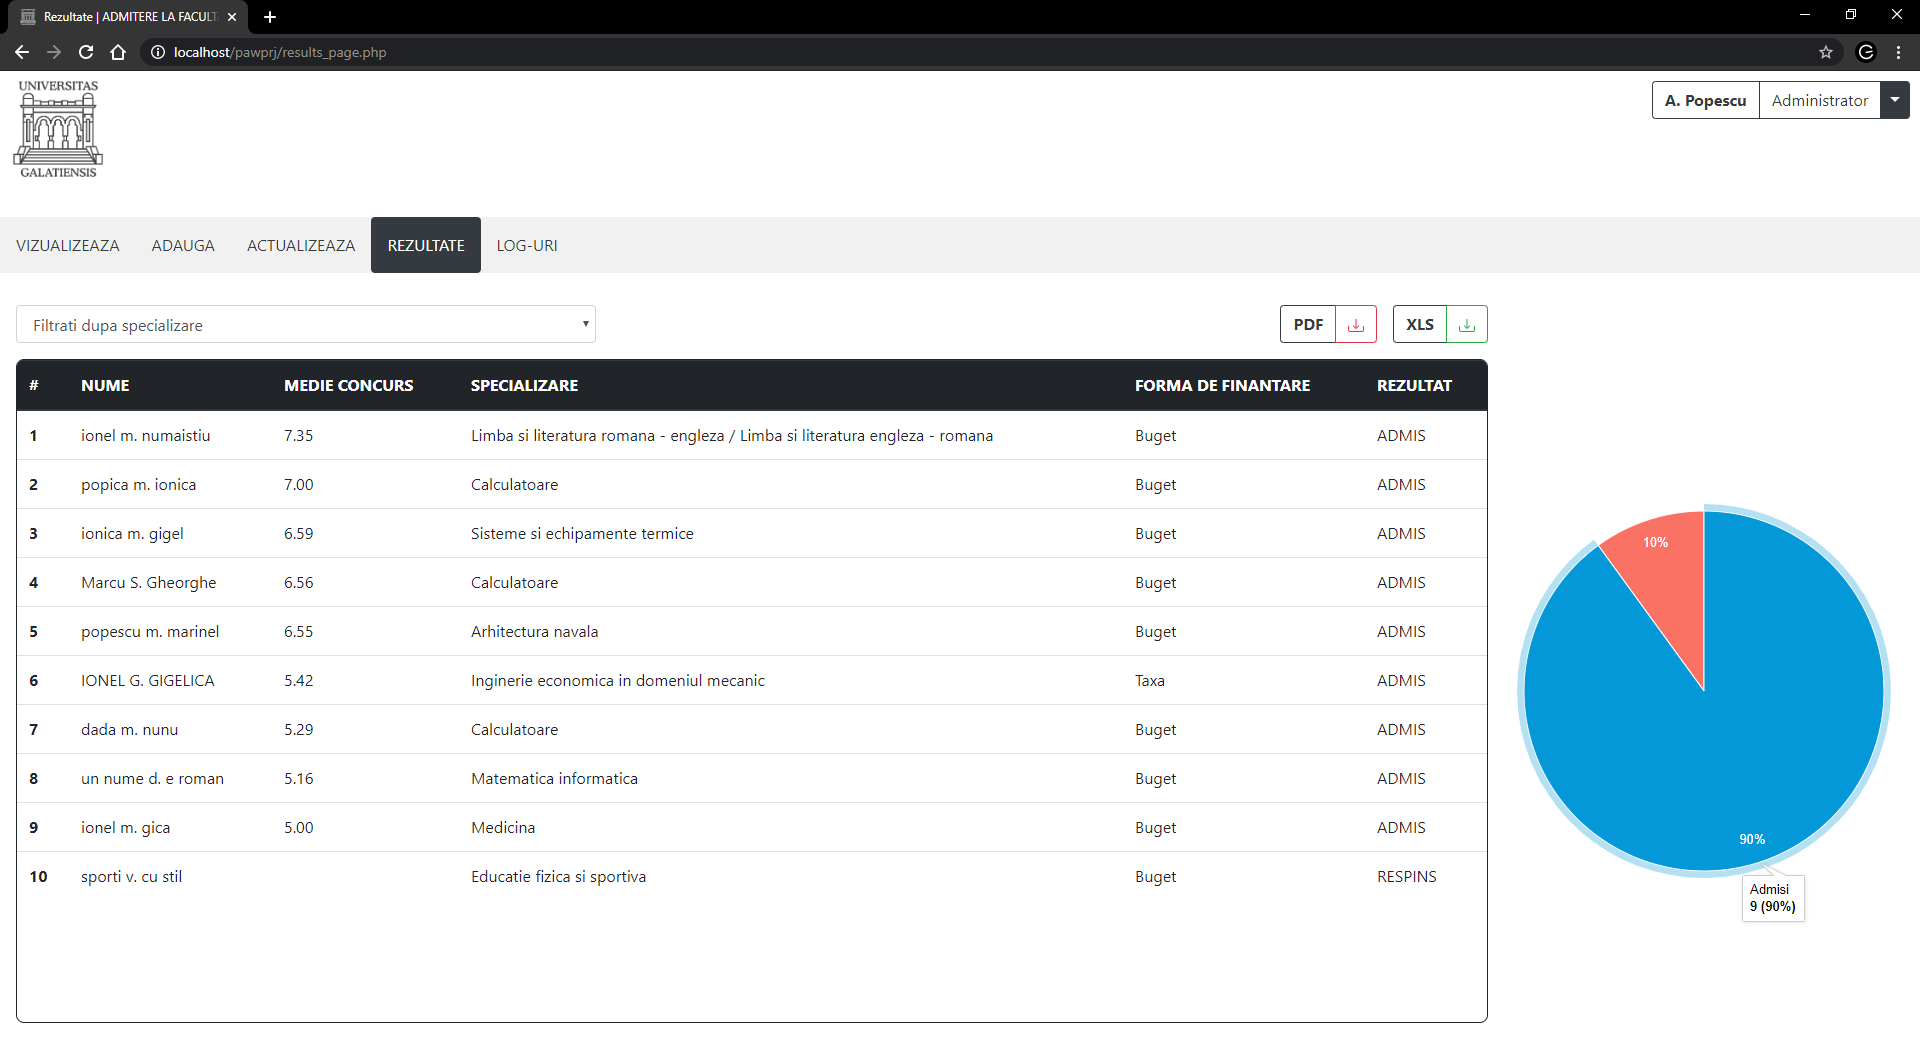 Rezultate | ADMITERE LA FACULT
localhost/pawprj/results_page.php
UNIVERSITAS
GALATIENSIS
A. Popescu Administrator
VIZUALIZEAZA ADAUGA ACTUALIZEAZA REZULTATE LOG-URI
Filtrati dupa specializare PDF XLS
# NUME MEDIE CONCURS SPECIALIZARE FORMA DE FINANTARE REZULTAT
1 ionel m. numaistiu 7.35 Limba si literatura romana - engleza / Limba si literatura engleza - romana Buget ADMIS
2 popica m. ionica 7.00 Calculatoare Buget ADMIS
3 ionica m. gigel 6.59 Sisteme si echipamente termice Buget ADMIS
4 Marcu S. Gheorghe 6.56 Calculatoare Buget ADMIS
5 popescu m. marinel 6.55 Arhitectura navala Buget ADMIS
6 IONEL G. GIGELICA 5.42 Inginerie economica in domeniul mecanic Taxa ADMIS
7 dada m. nunu 5.29 Calculatoare Buget ADMIS
8 un nume d. e roman 5.16 Matematica informatica Buget ADMIS
9 ionel m. gica 5.00 Medicina Buget ADMIS
10 sporti v. cu stil Educatie fizica si sportiva Buget RESPINS
10%
90%
Admisi
9 (90%)